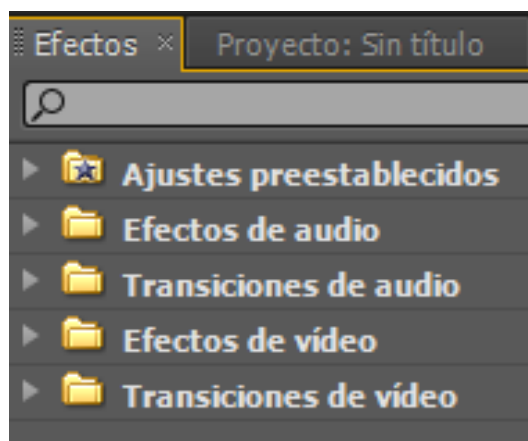 Efectos × Proyecto: Sin título
Ajustes preestablecidos
Efectos de audio
Transiciones de audio
Efectos de vídeo
Transiciones de vídeo